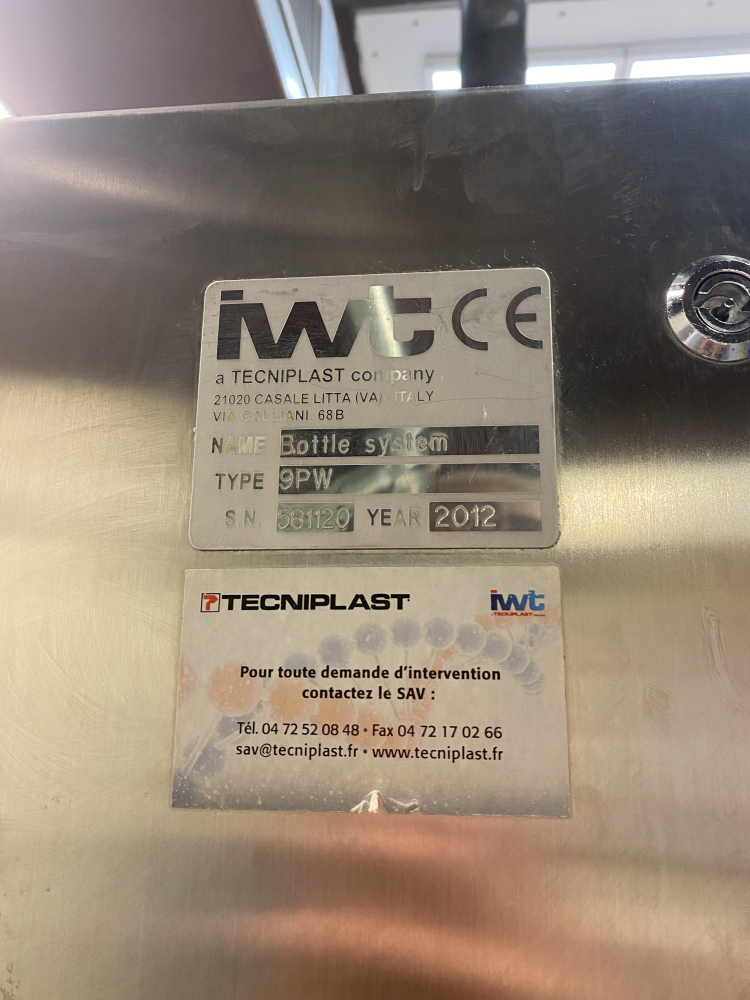 iwt CE
a TECNIPLAST company
21020 CASALE LITTA (VA) ITALY
VIA GALLIANI, 68B
NAME Bottle system
TYPE 9PW
S.N. 581120 YEAR 2012
TECNIPLAST iwt
a TECNIPLAST company
Pour toute demande d'intervention
contactez le SAV :
Tél. 04 72 52 08 48 • Fax 04 72 17 02 66
sav@tecniplast.fr • www.tecniplast.fr